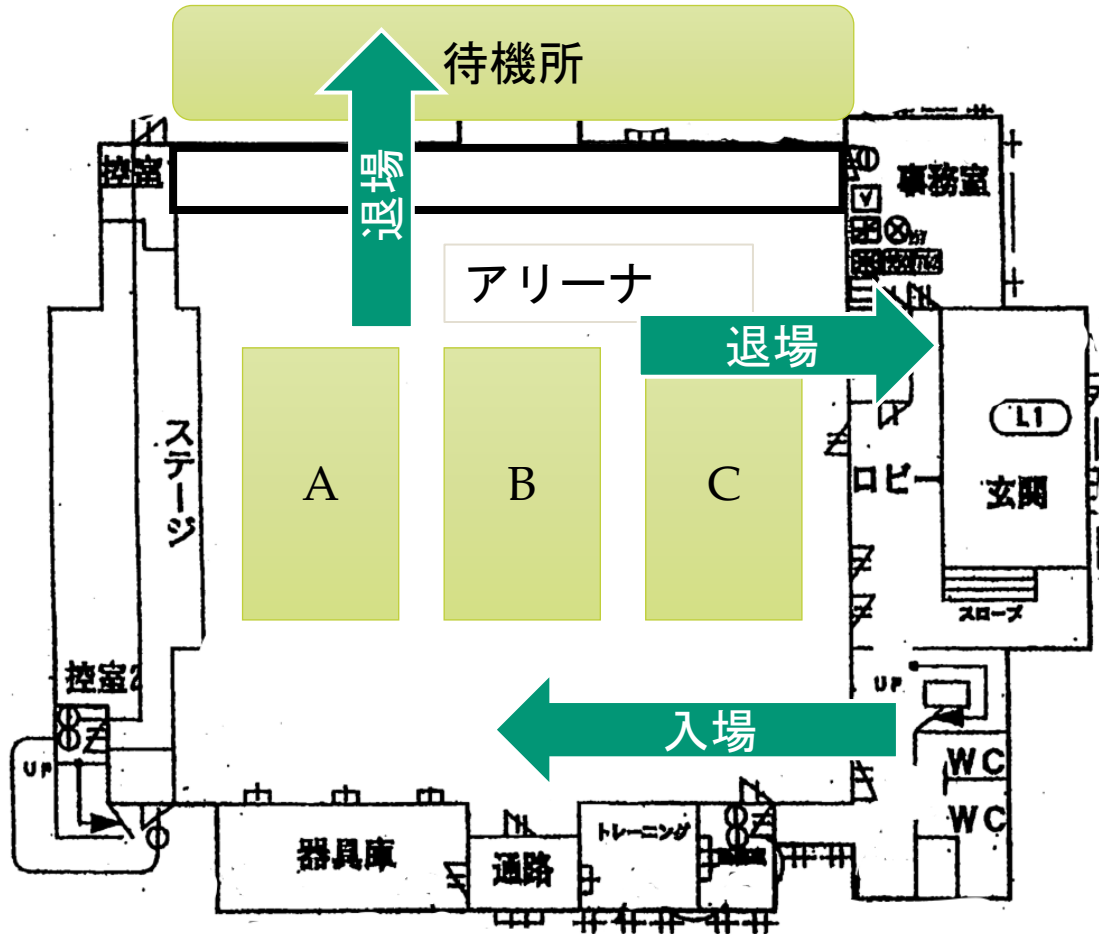 待機所
控室
退場
事務室
アリーナ
退場
ステージ
A
B
C
L1
ロビー
玄関
スロープ
控室2
UP
入場
UP
WC
WC
器具庫
通路
トレーニング